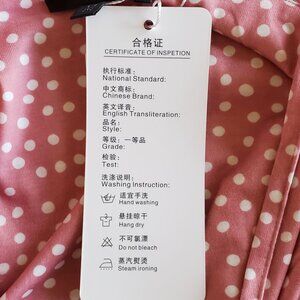 合格证
CERTIFICATE OF INSPETION
执行标准:
National Standard:
中文商标:
Chinese Brand:
英文译音:
English Transliteration:
品名:
Style:
等级: 一等品
Grade:
检验:
Test:
洗涤说明:
Washing Instruction:
适宜手洗
Hand washing
悬挂晾干
Hang dry
不可氯漂
Do not bleach
蒸汽熨烫
Steam ironing